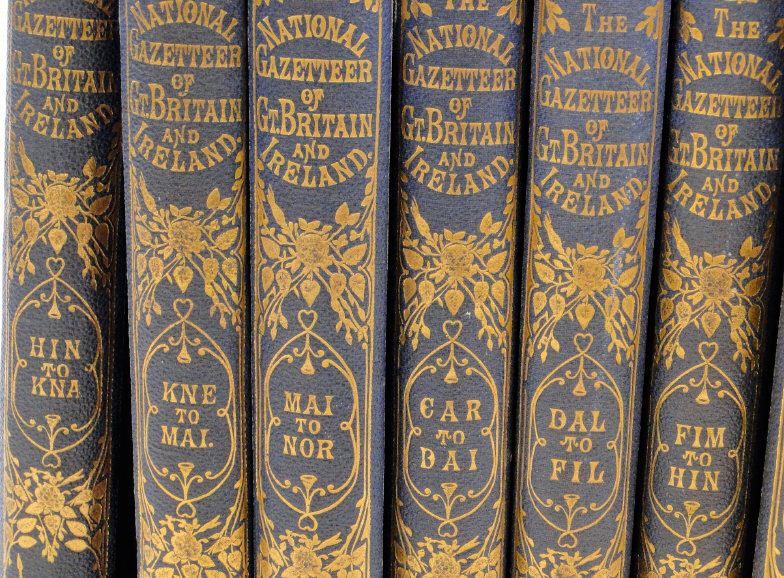 GAZETTEER
OF
GT. BRITAIN
AND
IRELAND.
HIN
TO
KNA
NATIONAL
GAZETTEER
OF
GT. BRITAIN
AND
IRELAND.
KNE
TO
MAI.
NATIONAL
GAZETTEER
OF
GT. BRITAIN
AND
IRELAND.
MAI
TO
NOR
THE
NATIONAL
GAZETTEER
OF
GT. BRITAIN
AND
IRELAND.
CAR
TO
DAI
THE
NATIONAL
GAZETTEER
OF
GT. BRITAIN
AND
IRELAND.
DAL
TO
FIL
THE
NATIONAL
GAZETTEER
OF
GT. BRITAIN
AND
IRELAND.
FIM
TO
HIN